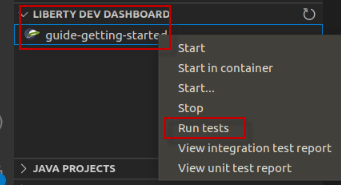 LIBERTY DEV DASHBOARD
guide-getting-started
Start
Start in container
Start...
Stop
Run tests
View integration test report
View unit test report
JAVA PROJECTS